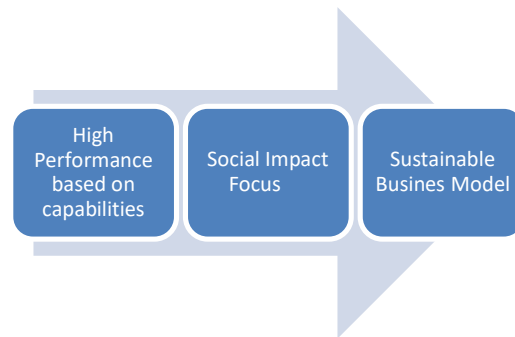 High
Performance
based on
capabilities
Social Impact
Focus
Sustainable
Busines Model